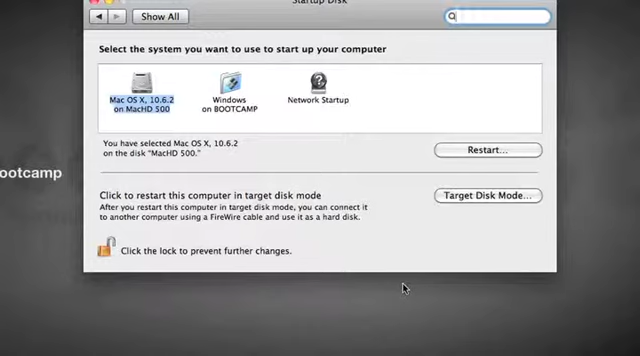 Startup Disk
Show All
Select the system you want to use to start up your computer
Mac OS X, 10.6.2
on MacHD 500
Windows
on BOOTCAMP
Network Startup
You have selected Mac OS X, 10.6.2
on the disk “MacHD 500.”
Restart...
ootcamp
Click to restart this computer in target disk mode
After you restart this computer in target disk mode, you can connect it
to another computer using a FireWire cable and use it as a hard disk.
Target Disk Mode...
Click the lock to prevent further changes.